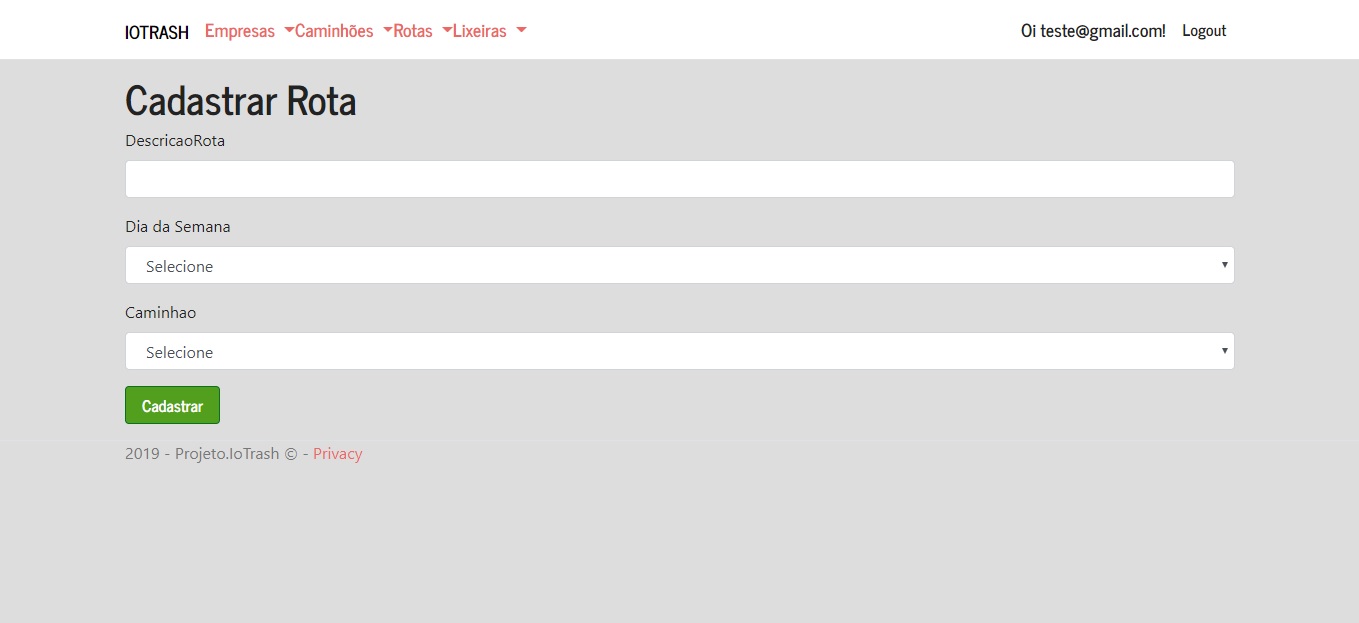 IOTRASH Empresas Caminhões Rotas Lixeiras Oi teste@gmail.com! Logout
Cadastrar Rota
DescricaoRota
Dia da Semana
Selecione
Caminhao
Selecione
Cadastrar
2019 - Projeto.IoTrash © - Privacy